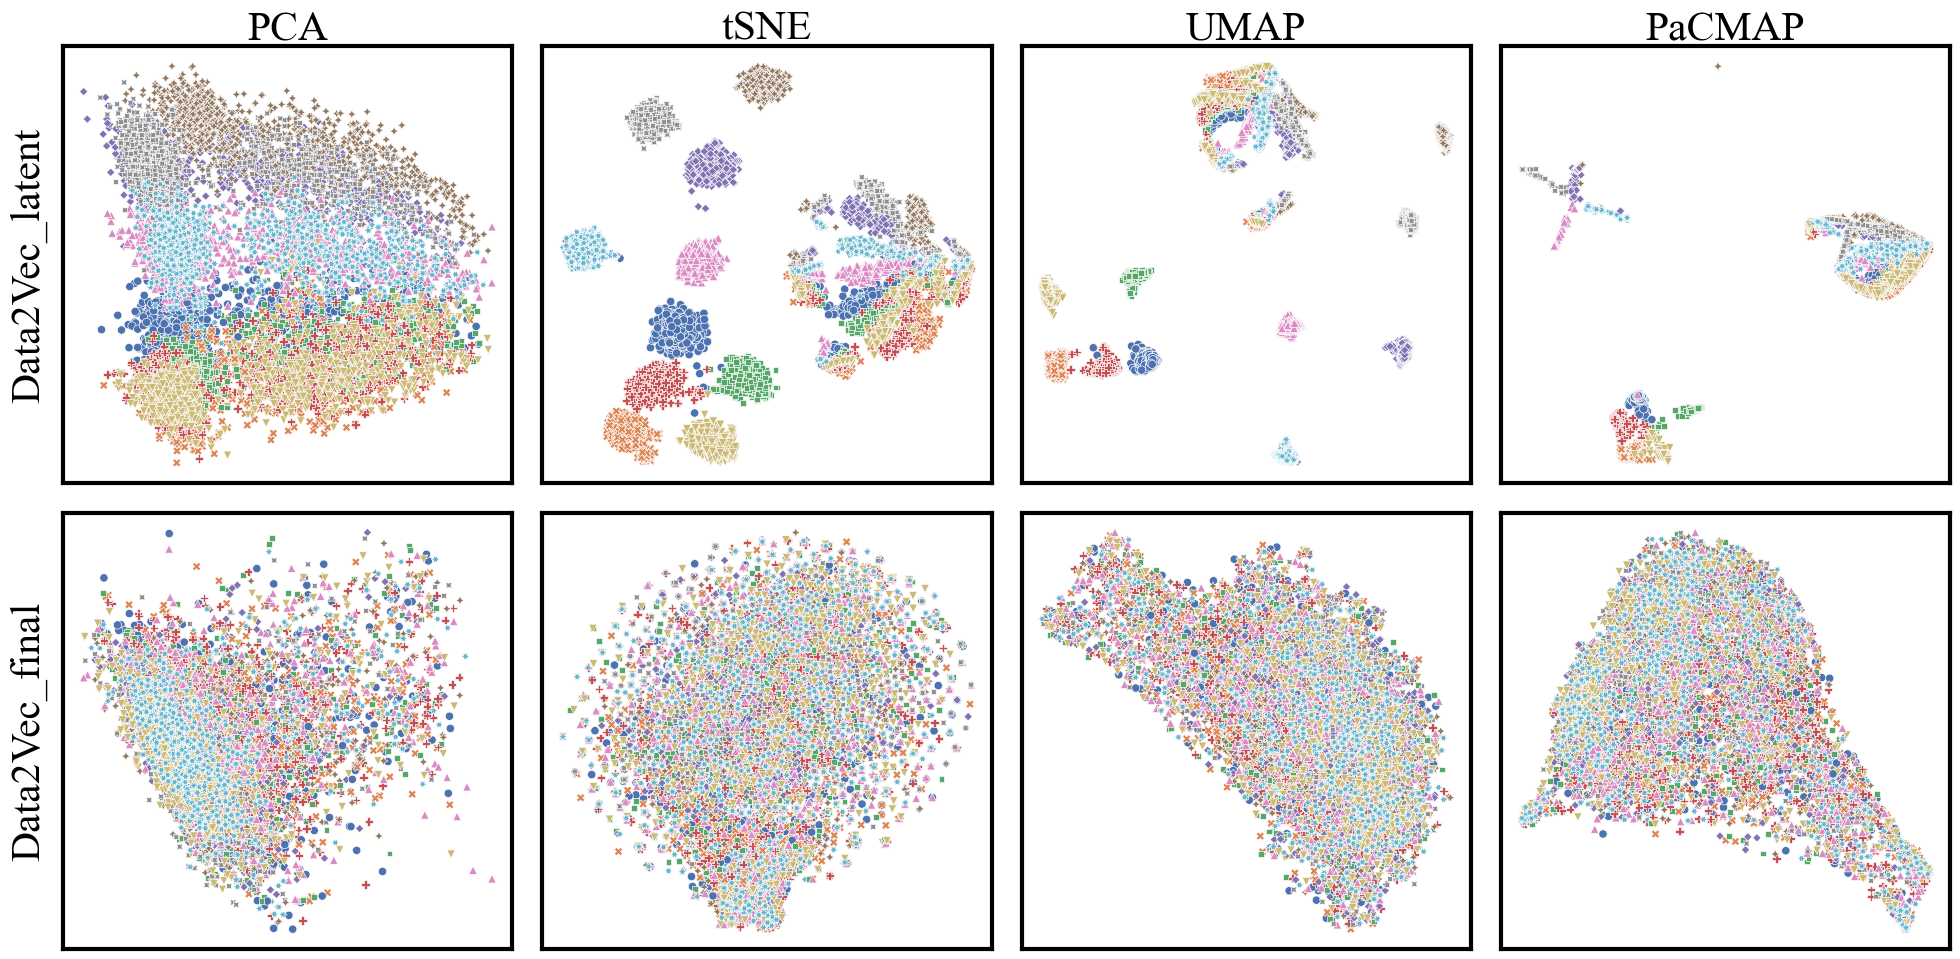 PCA
tSNE
UMAP
PaCMAP
Data2Vec_latent
Data2Vec_final